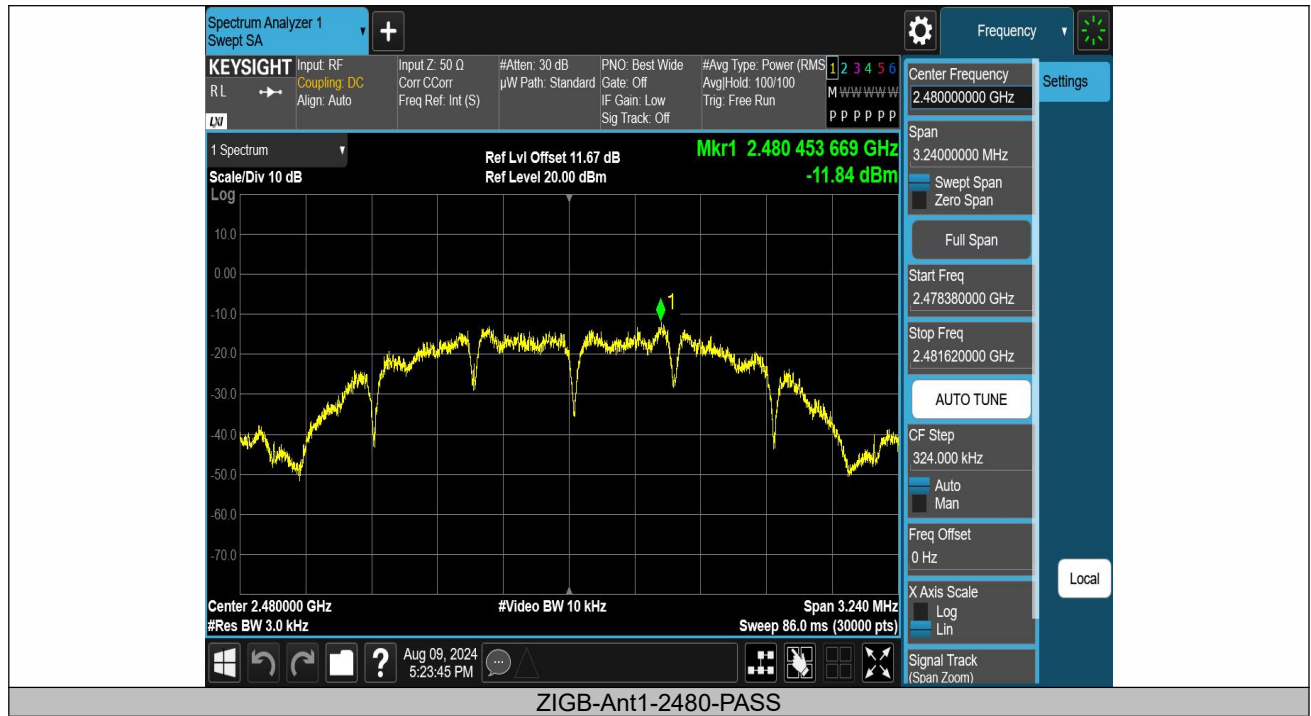 Spectrum Analyzer 1
Swept SA
+
Frequency
KEYSIGHT
RL
LXI
Input: RF
Coupling: DC
Align: Auto
Input Z: 50 Ω
Corr CCorr
Freq Ref: Int (S)
#Atten: 30 dB
µW Path: Standard
PNO: Best Wide
Gate: Off
IF Gain: Low
Sig Track: Off
#Avg Type: Power (RMS
Avg|Hold: 100/100
Trig: Free Run
1 2 3 4 5 6
M W W W W W
P P P P P P
1 Spectrum
Scale/Div 10 dB
Ref Lvl Offset 11.67 dB
Ref Level 20.00 dBm
Mkr1 2.480 453 669 GHz
-11.84 dBm
Log
10.0
0.00
-10.0
-20.0
-30.0
-40.0
-50.0
-70.0
1
Center 2.480000 GHz
#Res BW 3.0 kHz
#Video BW 10 kHz
Span 3.240 MHz
Sweep 86.0 ms (30000 pts)
Center Frequency
2.480000000 GHz
Settings
Span
3.24000000 MHz
Swept Span
Zero Span
Full Span
Start Freq
2.478380000 GHz
Stop Freq
2.481620000 GHz
AUTO TUNE
CF Step
324.000 kHz
Auto
Man
Freq Offset
0 Hz
X Axis Scale
Log
Lin
Local
Signal Track
(Span Zoom)
?
Aug 09, 2024
5:23:45 PM
ZIGB-Ant1-2480-PASS